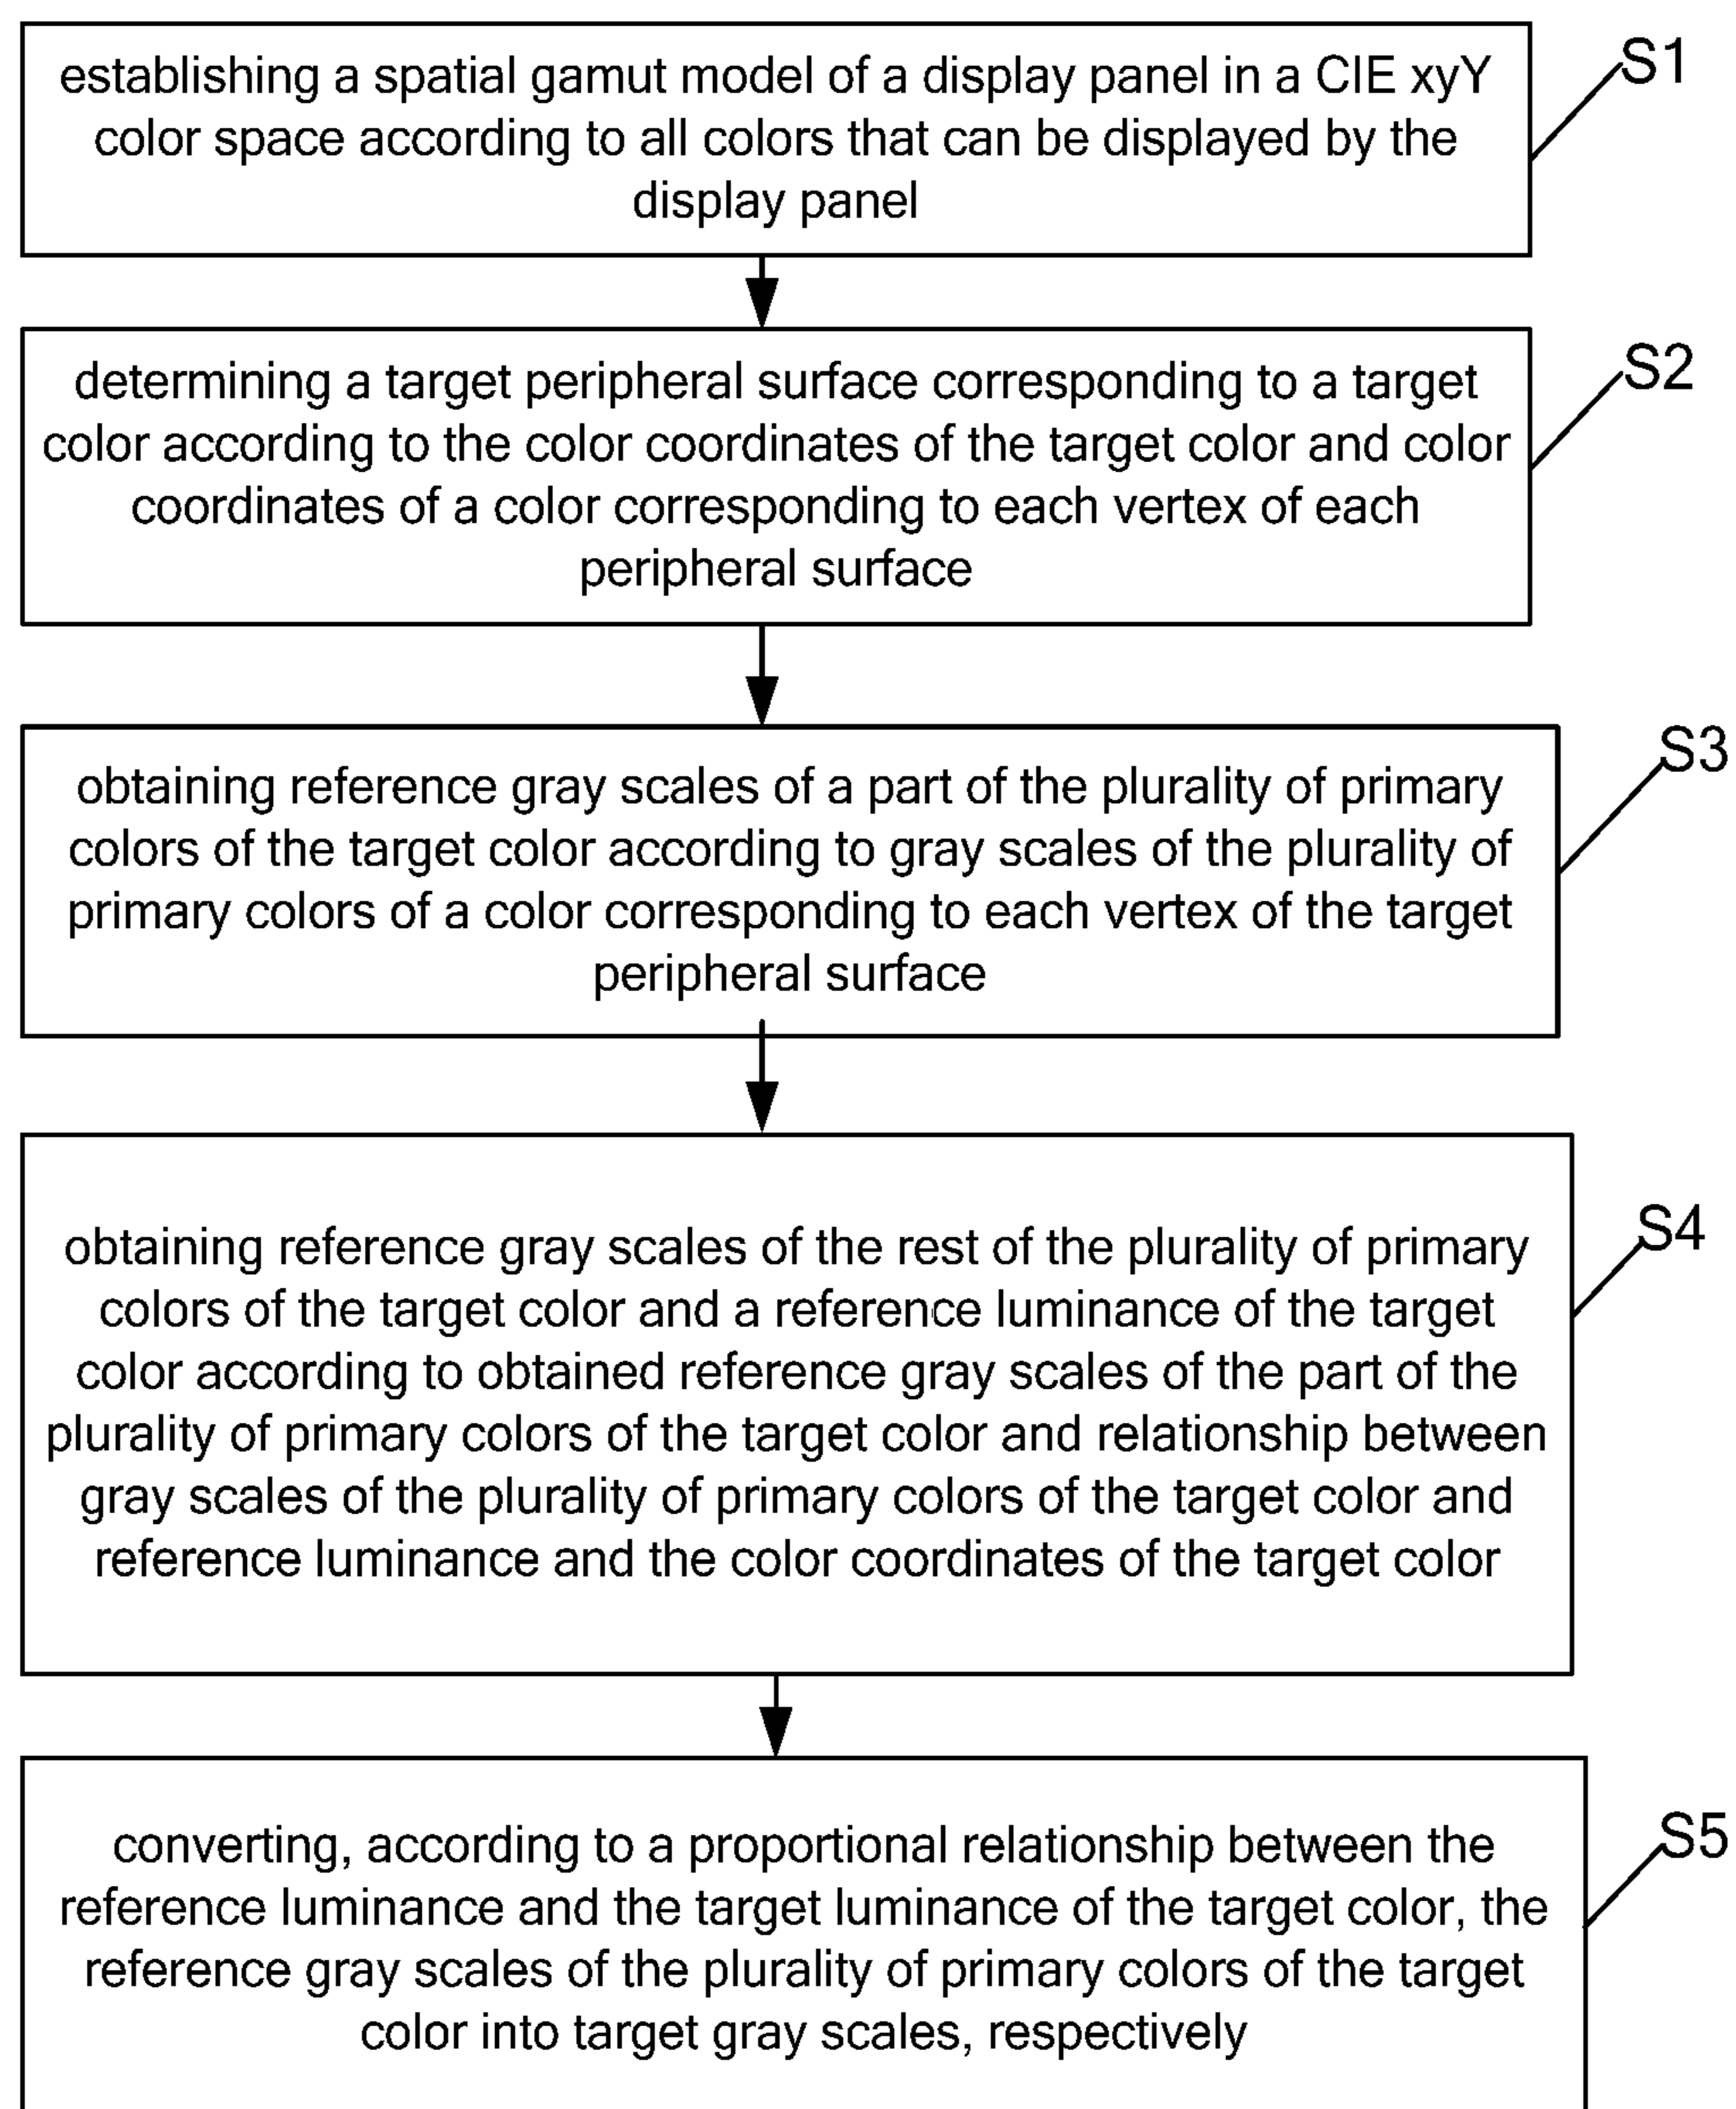 establishing a spatial gamut model of a display panel in a CIE xyY
color space according to all colors that can be displayed by the
display panel
S1
determining a target peripheral surface corresponding to a target
color according to the color coordinates of the target color and color
coordinates of a color corresponding to each vertex of each
peripheral surface
S2
obtaining reference gray scales of a part of the plurality of primary
colors of the target color according to gray scales of the plurality of
primary colors of a color corresponding to each vertex of the target
peripheral surface
S3
obtaining reference gray scales of the rest of the plurality of primary
colors of the target color and a reference luminance of the target
color according to obtained reference gray scales of the part of the
plurality of primary colors of the target color and relationship between
gray scales of the plurality of primary colors of the target color and
reference luminance and the color coordinates of the target color
S4
converting, according to a proportional relationship between the
reference luminance and the target luminance of the target color, the
reference gray scales of the plurality of primary colors of the target
color into target gray scales, respectively
S5